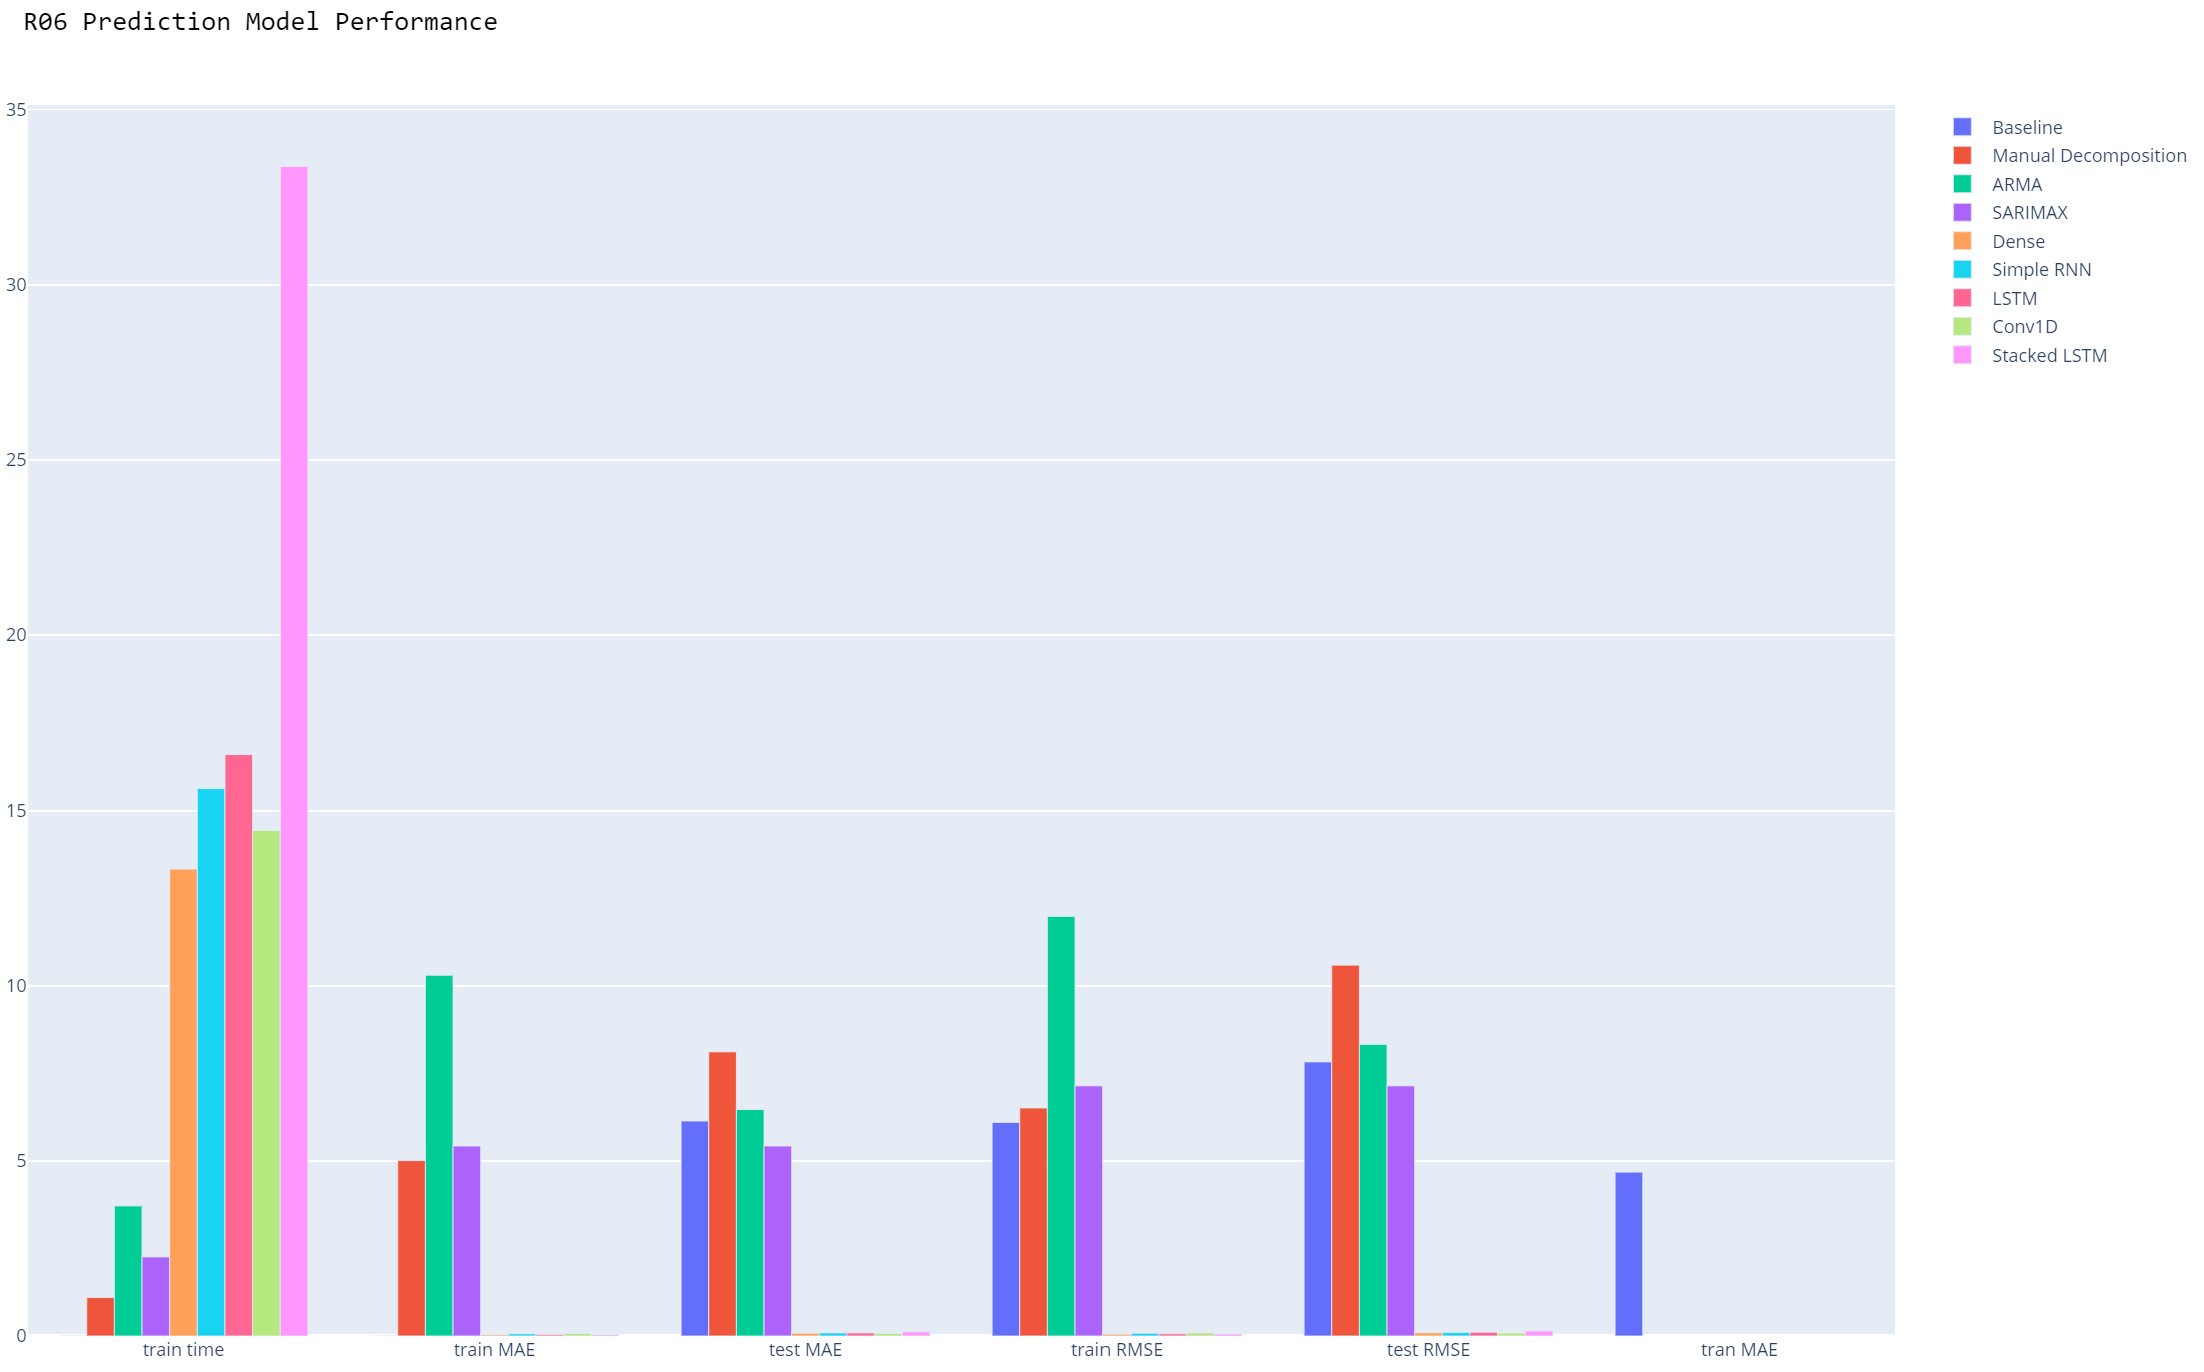 R06 Prediction Model Performance
35
30
25
20
15
10
5
0
train time
train MAE
test MAE
train RMSE
test RMSE
tran MAE
Baseline
Manual Decomposition
ARMA
SARIMAX
Dense
Simple RNN
LSTM
Conv1D
Stacked LSTM